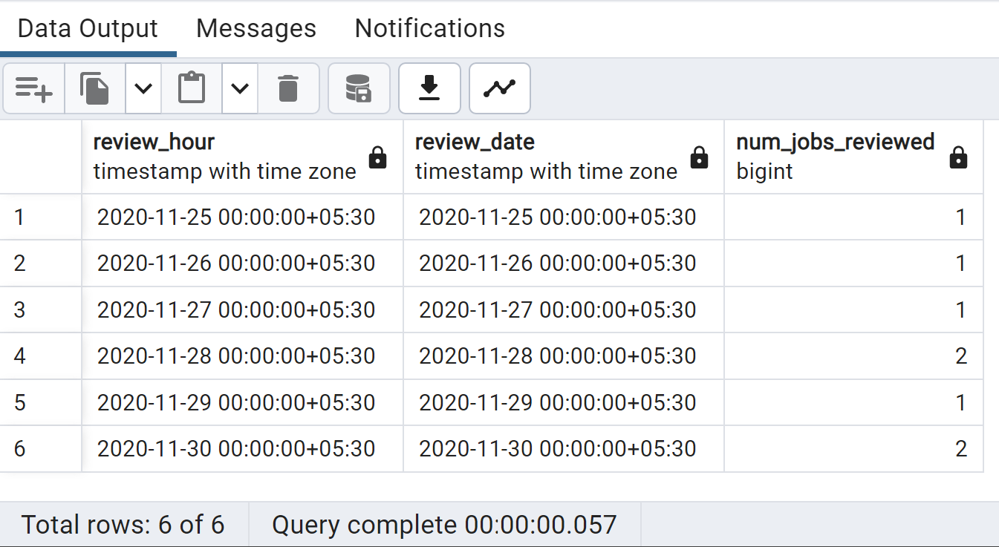 Data Output Messages Notifications
review_hour review_date num_jobs_reviewed
timestamp with time zone timestamp with time zone bigint
1 2020-11-25 00:00:00+05:30 2020-11-25 00:00:00+05:30 1
2 2020-11-26 00:00:00+05:30 2020-11-26 00:00:00+05:30 1
3 2020-11-27 00:00:00+05:30 2020-11-27 00:00:00+05:30 1
4 2020-11-28 00:00:00+05:30 2020-11-28 00:00:00+05:30 2
5 2020-11-29 00:00:00+05:30 2020-11-29 00:00:00+05:30 1
6 2020-11-30 00:00:00+05:30 2020-11-30 00:00:00+05:30 2
Total rows: 6 of 6 Query complete 00:00:00.057